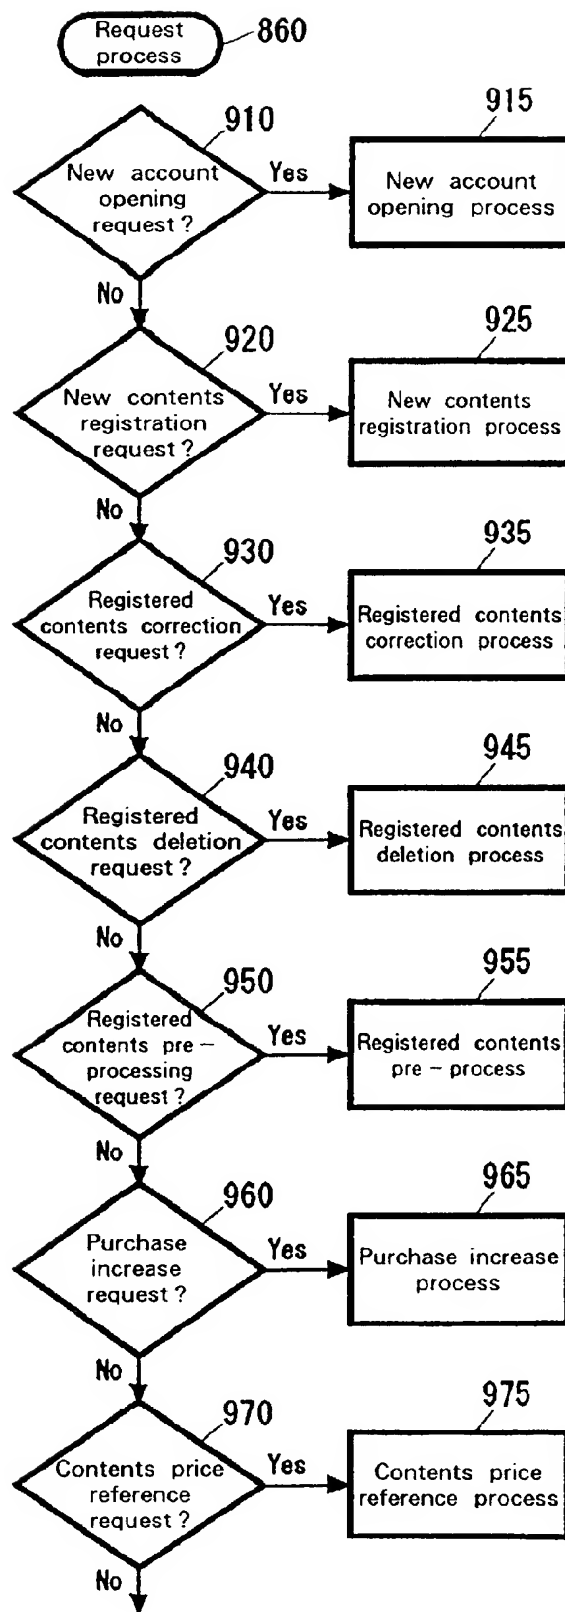 Request
process
860
910
New account
opening
request ?
Yes
915
New account
opening process
No
920
New contents
registration
request ?
Yes
925
New contents
registration process
No
930
Registered
contents correction
request ?
Yes
935
Registered contents
correction process
No
940
Registered
contents deletion
request ?
Yes
945
Registered contents
deletion process
No
950
Registered
contents pre –
processing
request ?
Yes
955
Registered contents
pre – process
No
960
Purchase
increase
request ?
Yes
965
Purchase increase
process
No
970
Contents price
reference
request ?
Yes
975
Contents price
reference process
No